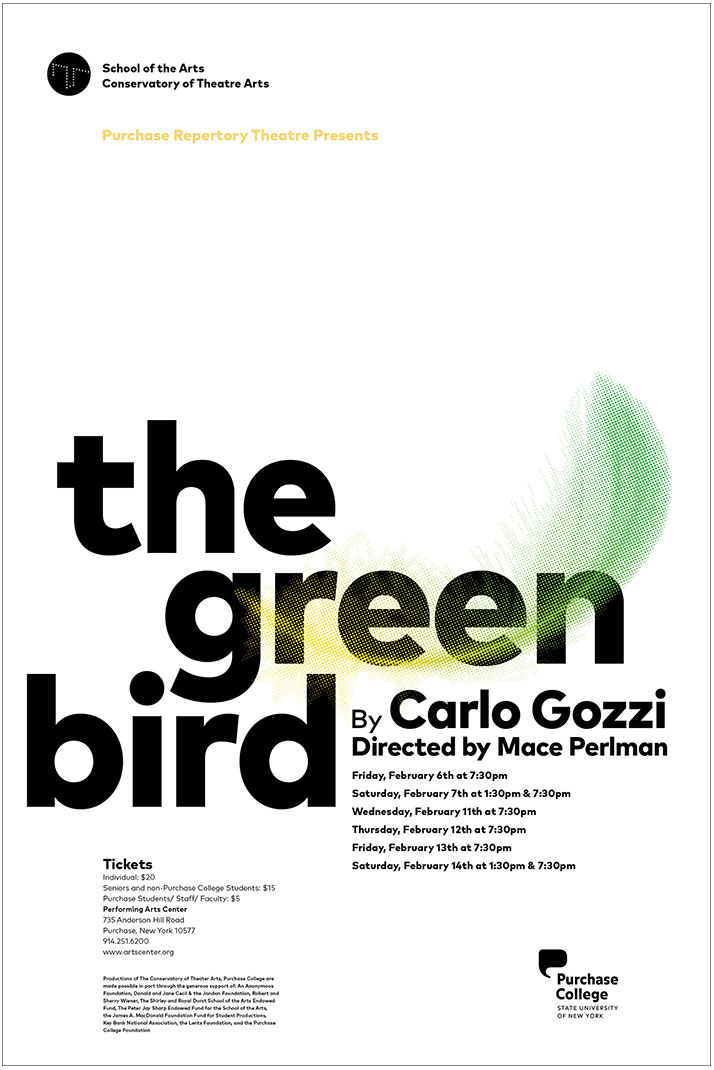 School of the Arts
Conservatory of Theatre Arts
Purchase Repertory Theatre Presents
the
green
bird
By Carlo Gozzi
Directed by Mace Perlman
Friday, February 6th at 7:30pm
Saturday, February 7th at 1:30pm & 7:30pm
Wednesday, February 11th at 7:30pm
Thursday, February 12th at 7:30pm
Friday, February 13th at 7:30pm
Saturday, February 14th at 1:30pm & 7:30pm
Tickets
Individual: $20
Seniors and non-Purchase College Students: $15
Purchase Students/ Staff/ Faculty: $5
Performing Arts Center
735 Anderson Hill Road
Purchase, New York 10577
914.251.6200
www.artscenter.org
Productions of The Conservatory of Theater Arts, Purchase College are
made possible in part through the generous support of: An Anonymous
Foundation, Donald and Jane Cecil & the Jandon Foundation, Robert and
Sherry Wiener, The Shirley and Royal Durst School of the Arts Endowed
Fund, The Peter Jay Sharp Endowed Fund for the School of the Arts,
the James A. MacDonald Foundation Fund for Student Productions,
Key Bank National Association, the Lents Foundation, and the Purchase
College Foundation
Purchase
College
STATE UNIVERSITY
OF NEW YORK